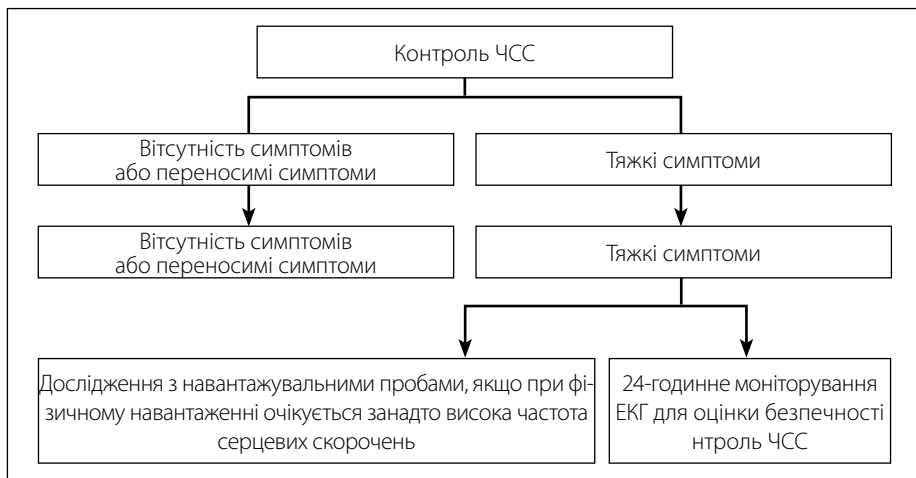 Контроль ЧСС
Вітсутність симптомів
або переносимі симптоми
Тяжкі симптоми
Вітсутність симптомів
або переносимі симптоми
Тяжкі симптоми
Дослідження з навантажувальними пробами, якщо при фі-
зичному навантаженні очікується занадто висока частота
серцевих скорочень
24-годинне моніторування
ЕКГ для оцінки безпечності
нтроль ЧСС